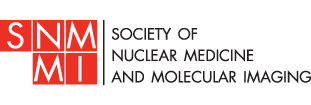 SNM
MI
SOCIETY OF
NUCLEAR MEDICINE
AND MOLECULAR IMAGING